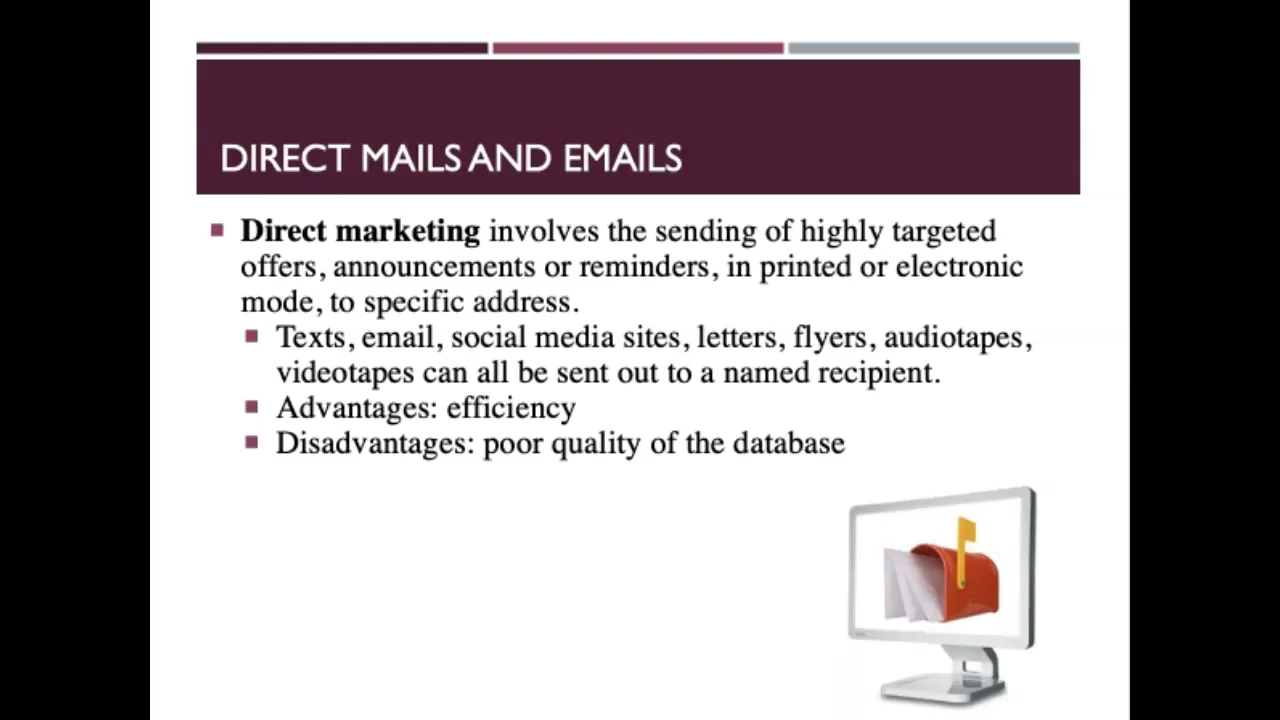 DIRECT MAILS AND EMAILS
Direct marketing involves the sending of highly targeted
offers, announcements or reminders, in printed or electronic
mode, to specific address.
Texts, email, social media sites, letters, flyers, audiotapes,
videotapes can all be sent out to a named recipient.
Advantages: efficiency
Disadvantages: poor quality of the database